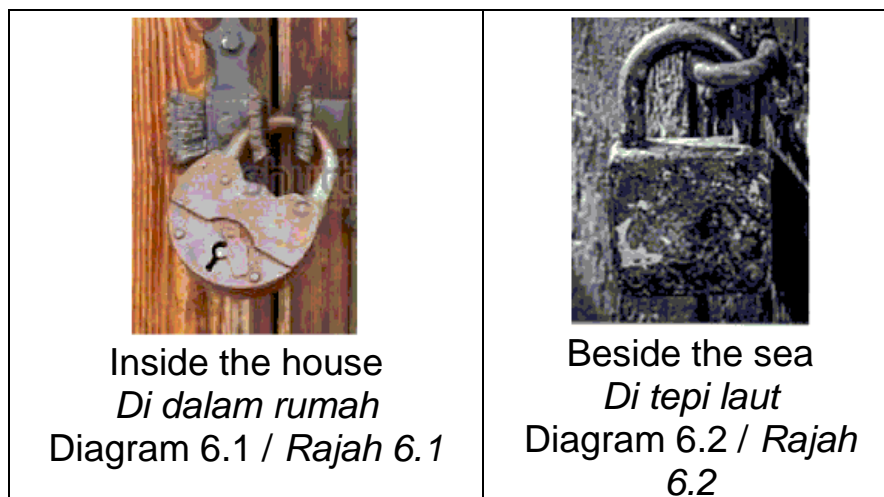 Inside the house
Di dalam rumah
Diagram 6.1 / Rajah 6.1
Beside the sea
Di tepi laut
Diagram 6.2 / Rajah
6.2